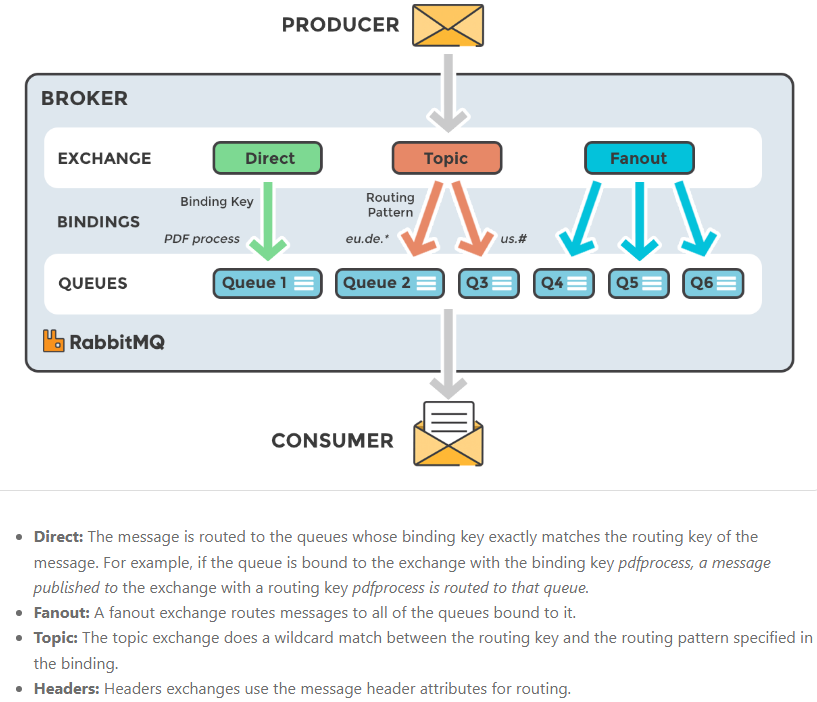 PRODUCER
BROKER
EXCHANGE
Direct
Topic
Fanout
Binding Key
Routing
Pattern
BINDINGS
PDF process
eu.de.*
us.#
QUEUES
Queue 1
Queue 2
Q3
Q4
Q5
Q6
RabbitMQ
CONSUMER
• Direct: The message is routed to the queues whose binding key exactly matches the routing key of the
message. For example, if the queue is bound to the exchange with the binding key pdfprocess, a message
published to the exchange with a routing key pdfprocess is routed to that queue.
• Fanout: A fanout exchange routes messages to all of the queues bound to it.
• Topic: The topic exchange does a wildcard match between the routing key and the routing pattern specified in
the binding.
• Headers: Headers exchanges use the message header attributes for routing.